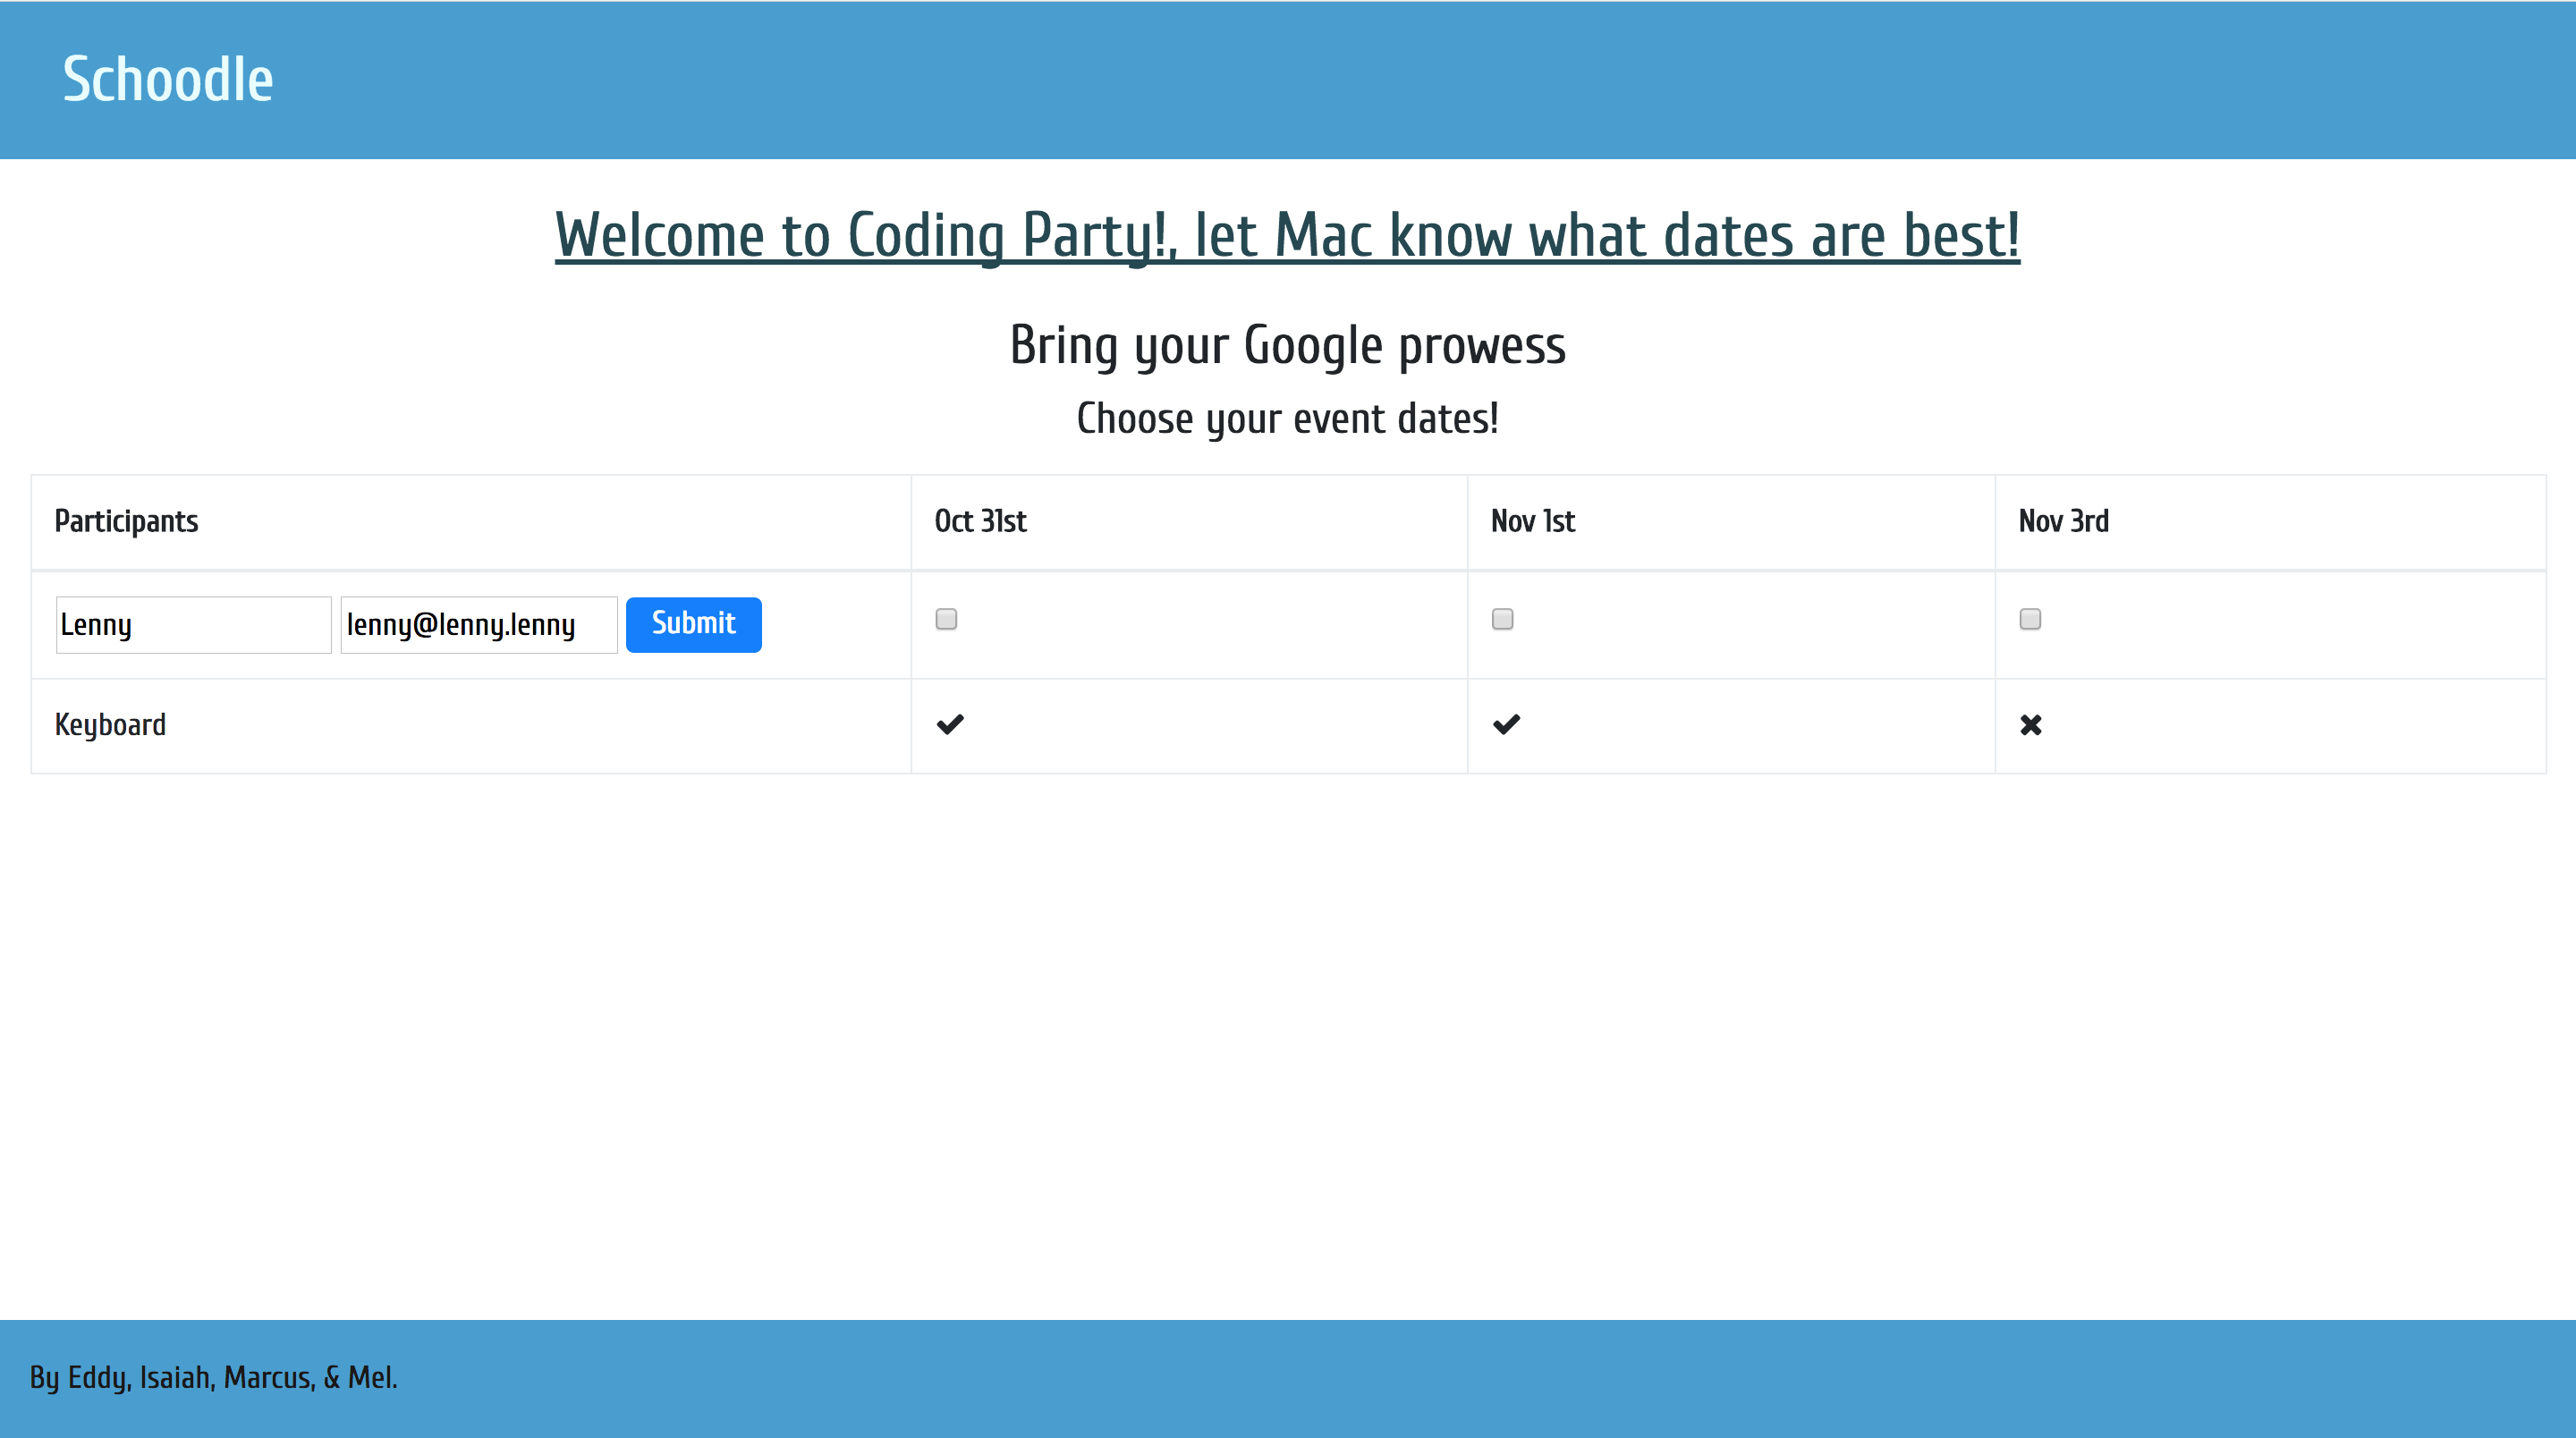 Schoodle
Welcome to Coding Party!, let Mac know what dates are best!
Bring your Google prowess
Choose your event dates!
Participants Oct 31st Nov 1st Nov 3rd
Lenny lenny@lenny.lenny Submit
Keyboard
By Eddy, Isaiah, Marcus, & Mel.